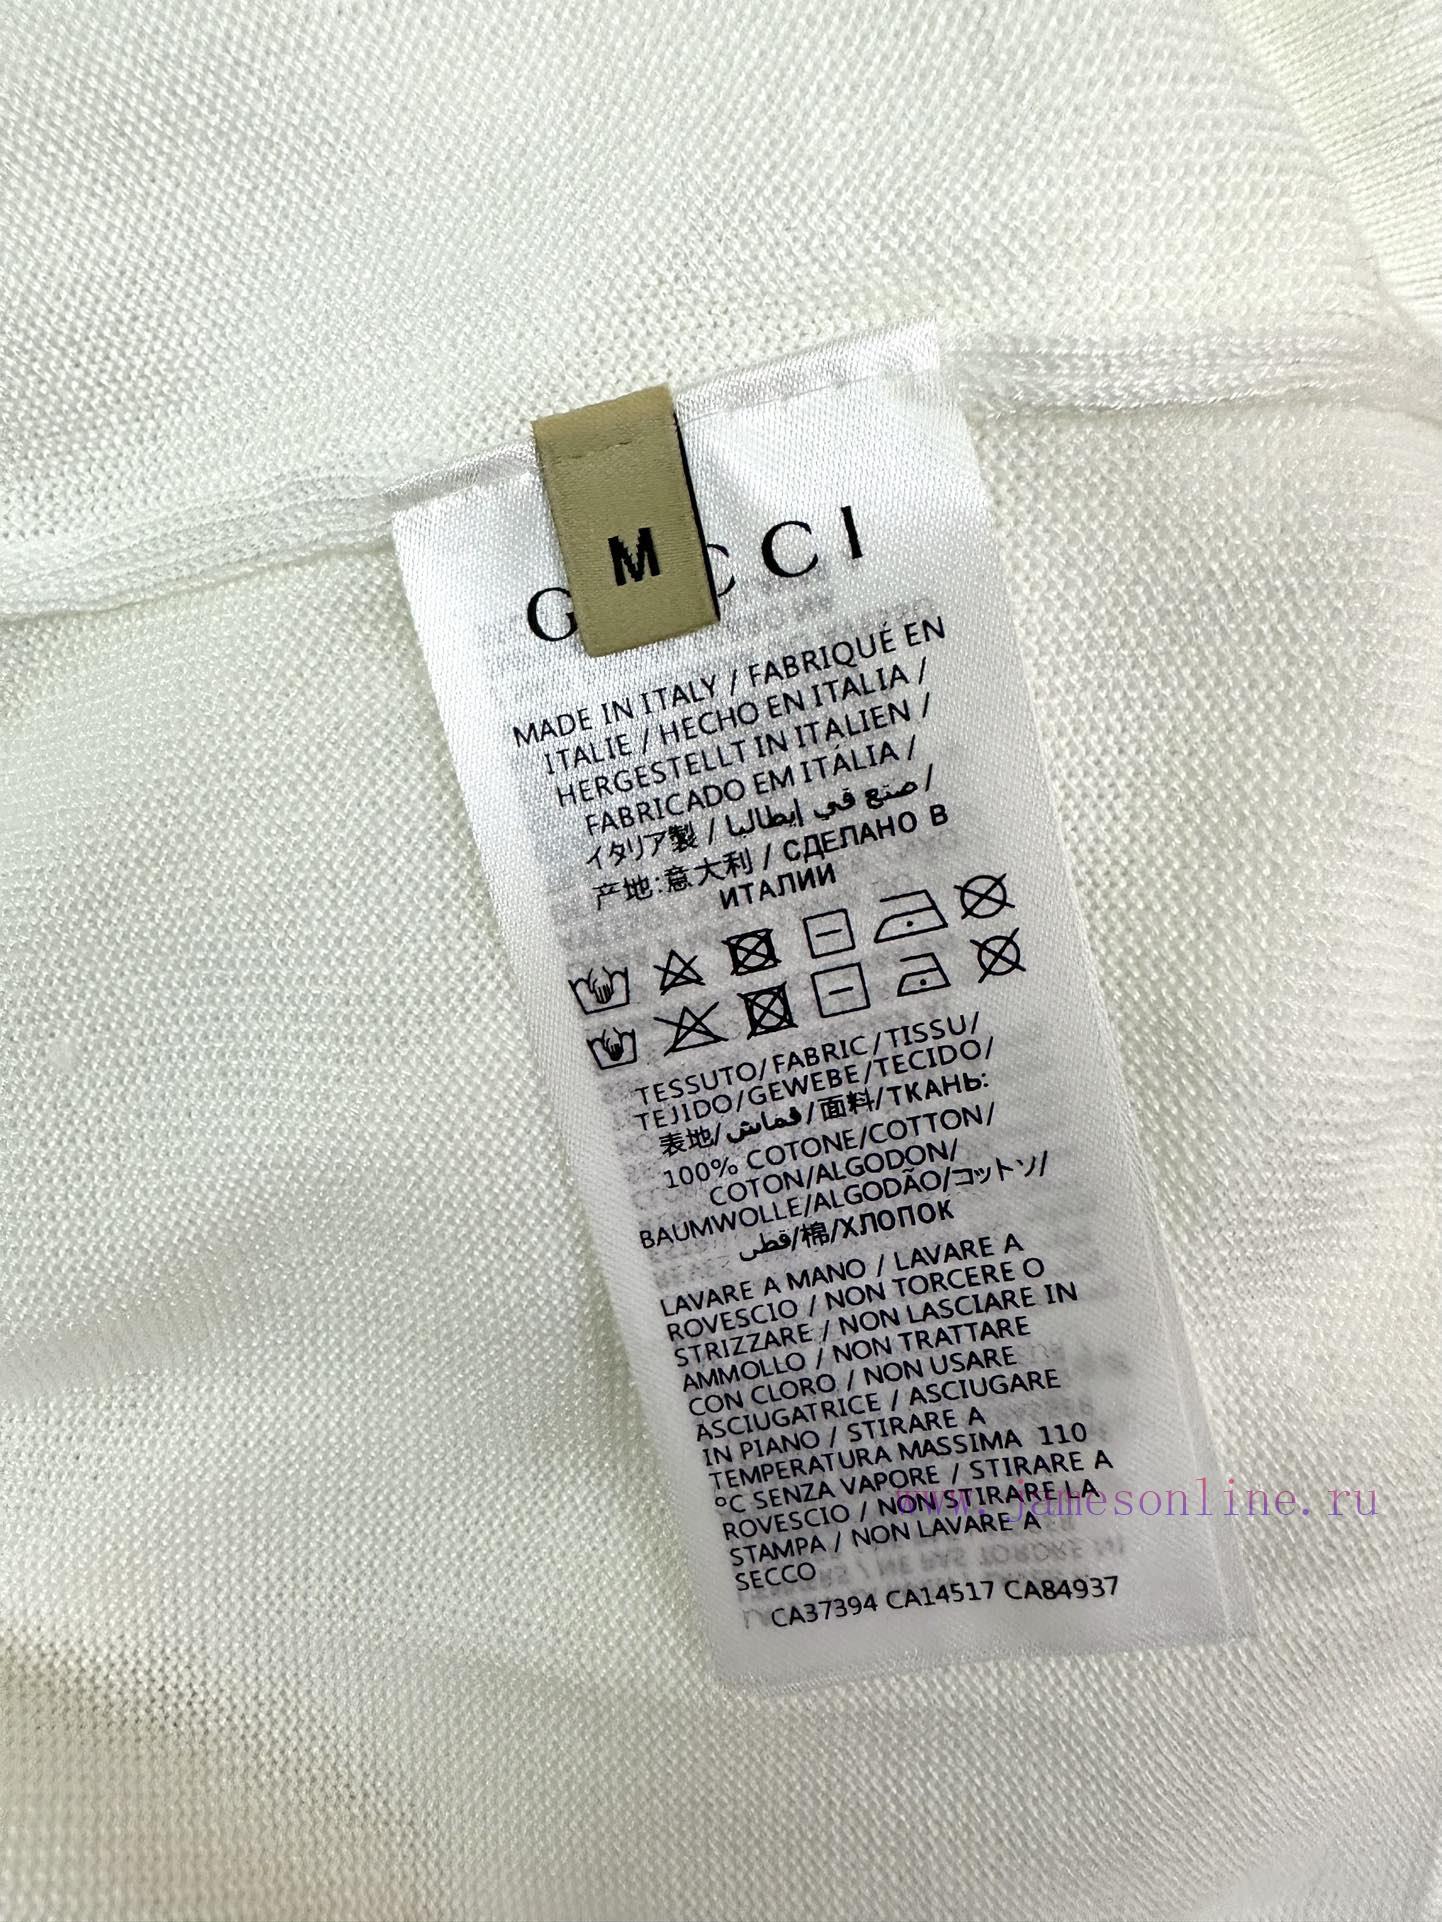 M
GUCCI
MADE IN ITALY / FABRIQUÉ EN
ITALIE / HECHO EN ITALIA /
HERGESTELLT IN ITALIEN /
FABRICADO EM ITÁLIA /
イタリア製 / صنع في إيطاليا /
产地:意大利 / СДЕЛАНО В
ИТАЛИИ
TESSUTO/FABRIC/TISSU/
TEJIDO/GEWEBE/TECIDO/
表地/قماش/面料/ТКАНЬ:
100% COTONE/COTTON/
COTON/ALGODON/
BAUMWOLLE/ALGODÃO/コットン/
قطن/棉/ХЛОПОК
LAVARE A MANO / LAVARE A
ROVESCIO / NON TORCERE O
STRIZZARE / NON LASCIARE IN
AMMOLLO / NON TRATTARE
CON CLORO / NON USARE
ASCIUGATRICE / ASCIUGARE
IN PIANO / STIRARE A
TEMPERATURA MASSIMA 110
°C SENZA VAPORE / STIRARE A
ROVESCIO / NON STIRARE LA
STAMPA / NON LAVARE A
SECCO
CA37394 CA14517 CA84937
www.jamesonline.ru